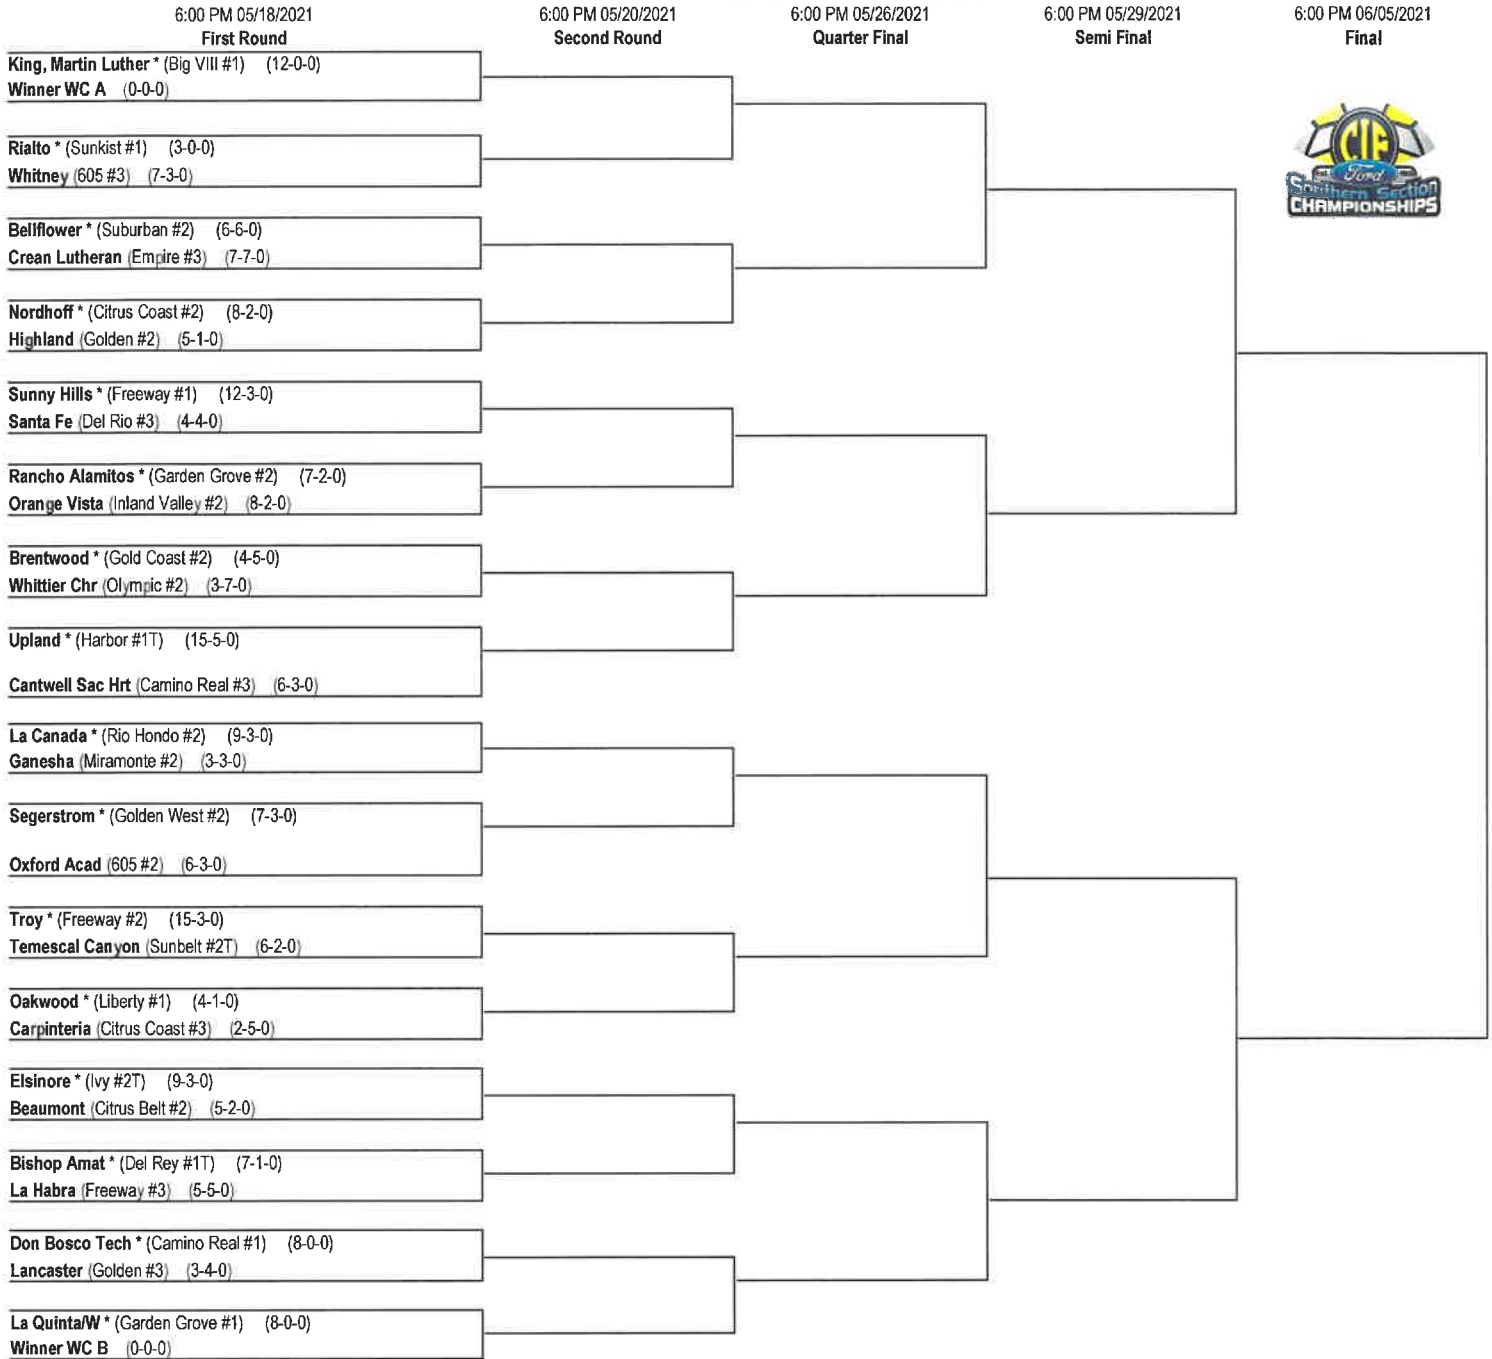 6:00 PM 05/18/2021
First Round
6:00 PM 05/20/2021
Second Round
6:00 PM 05/26/2021
Quarter Final
6:00 PM 05/29/2021
Semi Final
6:00 PM 06/05/2021
Final
King, Martin Luther * (Big VIII #1) (12-0-0)
Winner WC A (0-0-0)
Rialto * (Sunkist #1) (3-0-0)
Whitney (605 #3) (7-3-0)
Bellflower * (Suburban #2) (6-6-0)
Crean Lutheran (Empire #3) (7-7-0)
Nordhoff * (Citrus Coast #2) (8-2-0)
Highland (Golden #2) (5-1-0)
Sunny Hills * (Freeway #1) (12-3-0)
Santa Fe (Del Rio #3) (4-4-0)
Rancho Alamitos * (Garden Grove #2) (7-2-0)
Orange Vista (Inland Valley #2) (8-2-0)
Brentwood * (Gold Coast #2) (4-5-0)
Whittier Chr (Olympic #2) (3-7-0)
Upland * (Harbor #1T) (15-5-0)
Cantwell Sac Hrt (Camino Real #3) (6-3-0)
La Canada * (Rio Hondo #2) (9-3-0)
Ganesha (Miramonte #2) (3-3-0)
Segerstrom * (Golden West #2) (7-3-0)
Oxford Acad (605 #2) (6-3-0)
Troy * (Freeway #2) (15-3-0)
Temescal Canyon (Sunbelt #2T) (6-2-0)
Oakwood * (Liberty #1) (4-1-0)
Carpinteria (Citrus Coast #3) (2-5-0)
Elsinore * (Ivy #2T) (9-3-0)
Beaumont (Citrus Belt #2) (5-2-0)
Bishop Amat * (Del Rey #1T) (7-1-0)
La Habra (Freeway #3) (5-5-0)
Don Bosco Tech * (Camino Real #1) (8-0-0)
Lancaster (Golden #3) (3-4-0)
La Quinta/W * (Garden Grove #1) (8-0-0)
Winner WC B (0-0-0)
CIF
Ford
Southern Section
CHAMPIONSHIPS